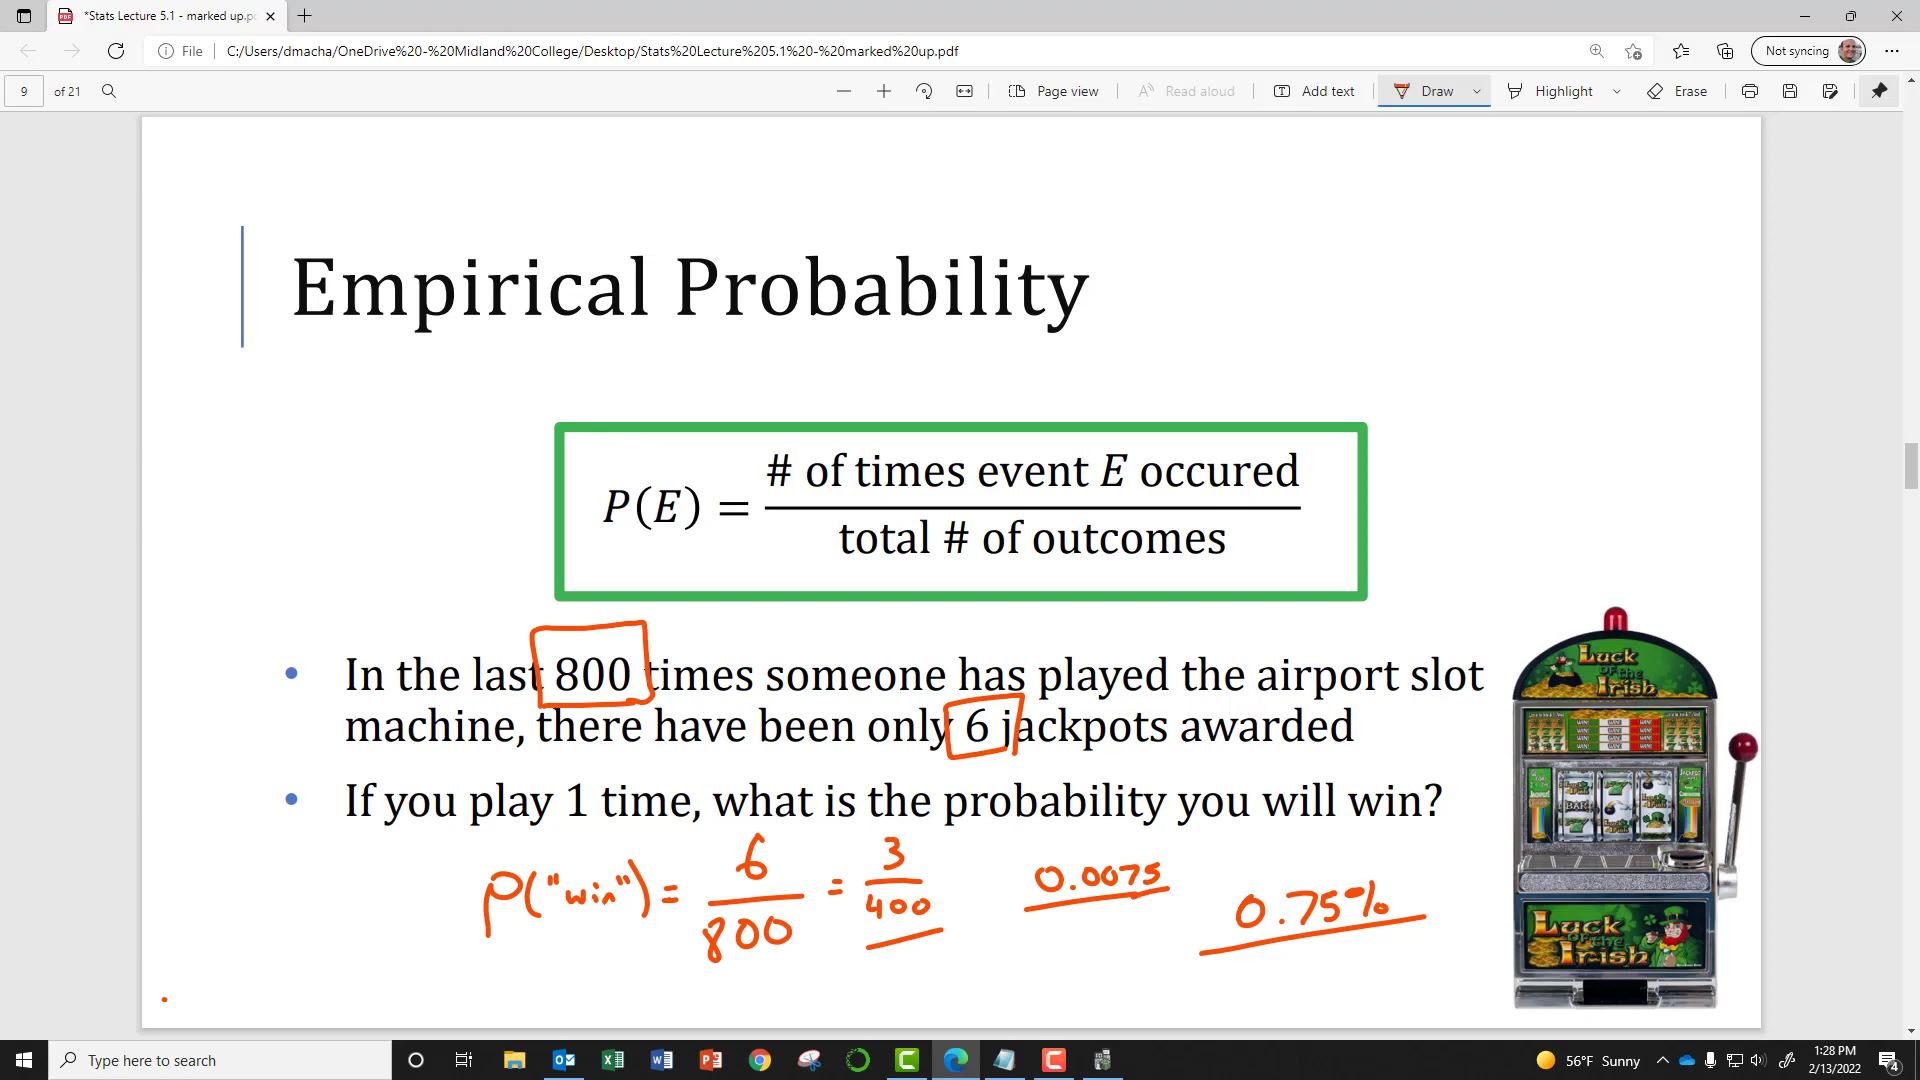 *Stats Lecture 5.1 - marked up.p
File
C:/Users/dmacha/OneDrive%20-%20Midland%20College/Desktop/Stats%20Lecture%205.1%20-%20marked%20up.pdf
Not syncing
9 of 21
Page view
Read aloud
Add text
Draw
Highlight
Erase
Empirical Probability
P(E) = # of times event E occured
total # of outcomes
• In the last 800 times someone has played the airport slot
machine, there have been only 6 jackpots awarded
• If you play 1 time, what is the probability you will win?
P("win") = 6/800 = 3/400 0.0075 0.75%
Luck
of the
Irish
BAR
Luck
of the
Irish
Type here to search
56°F Sunny
1:28 PM
2/13/2022
4